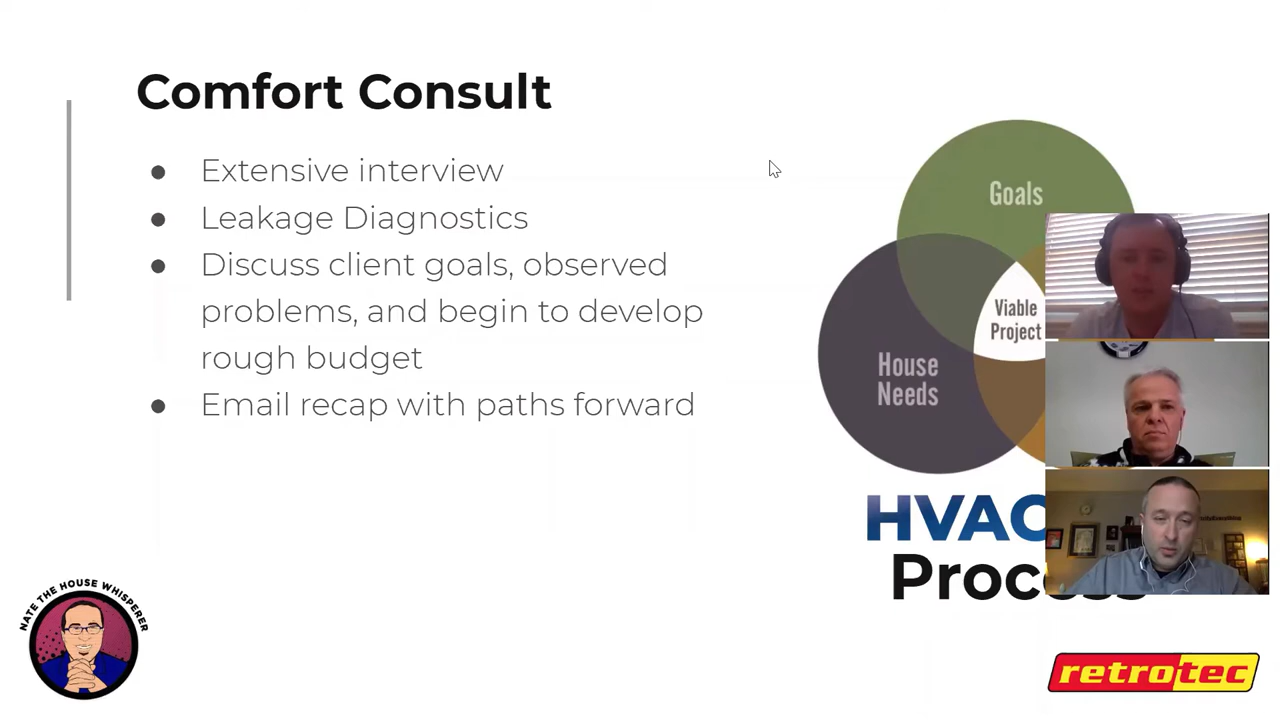 Comfort Consult
● Extensive interview
● Leakage Diagnostics
● Discuss client goals, observed
problems, and begin to develop
rough budget
● Email recap with paths forward
Goals
Viable
Project
House
Needs
HVAC
Process
NATE THE HOUSE WHISPERER
retrotec